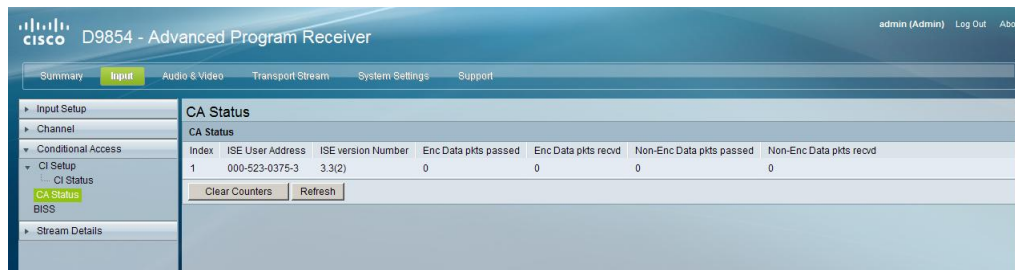 admin (Admin) Log Out Abo
CISCO D9854 - Advanced Program Receiver
Summary Input Audio & Video Transport Stream System Settings Support
Input Setup
Channel
Conditional Access
CI Setup
CI Status
CA Status
BISS
Stream Details
CA Status
CA Status
Index ISE User Address ISE version Number Enc Data pkts passed Enc Data pkts recvd Non-Enc Data pkts passed Non-Enc Data pkts recvd
1 000-523-0375-3 3.3(2) 0 0 0 0
Clear Counters Refresh